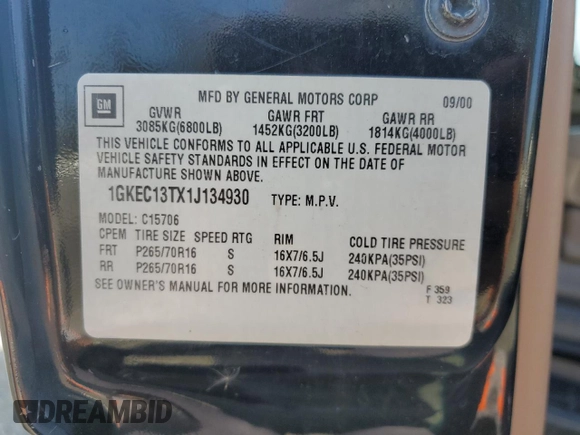 GM
MFD BY GENERAL MOTORS CORP 09/00
GVWR GAWR FRT GAWR RR
3085KG(6800LB) 1452KG(3200LB) 1814KG(4000LB)
THIS VEHICLE CONFORMS TO ALL APPLICABLE U.S. FEDERAL MOTOR
VEHICLE SAFETY STANDARDS IN EFFECT ON THE DATE OF
MANUFACTURE SHOWN ABOVE.
1GKEC13TX1J134930 TYPE: M.P.V.
MODEL: C15706
CPEM TIRE SIZE SPEED RTG RIM COLD TIRE PRESSURE
FRT P265/70R16 S 16X7/6.5J 240KPA(35PSI)
RR P265/70R16 S 16X7/6.5J 240KPA(35PSI)
SEE OWNER'S MANUAL FOR MORE INFORMATION.
F 359
T 323
DREAMBID